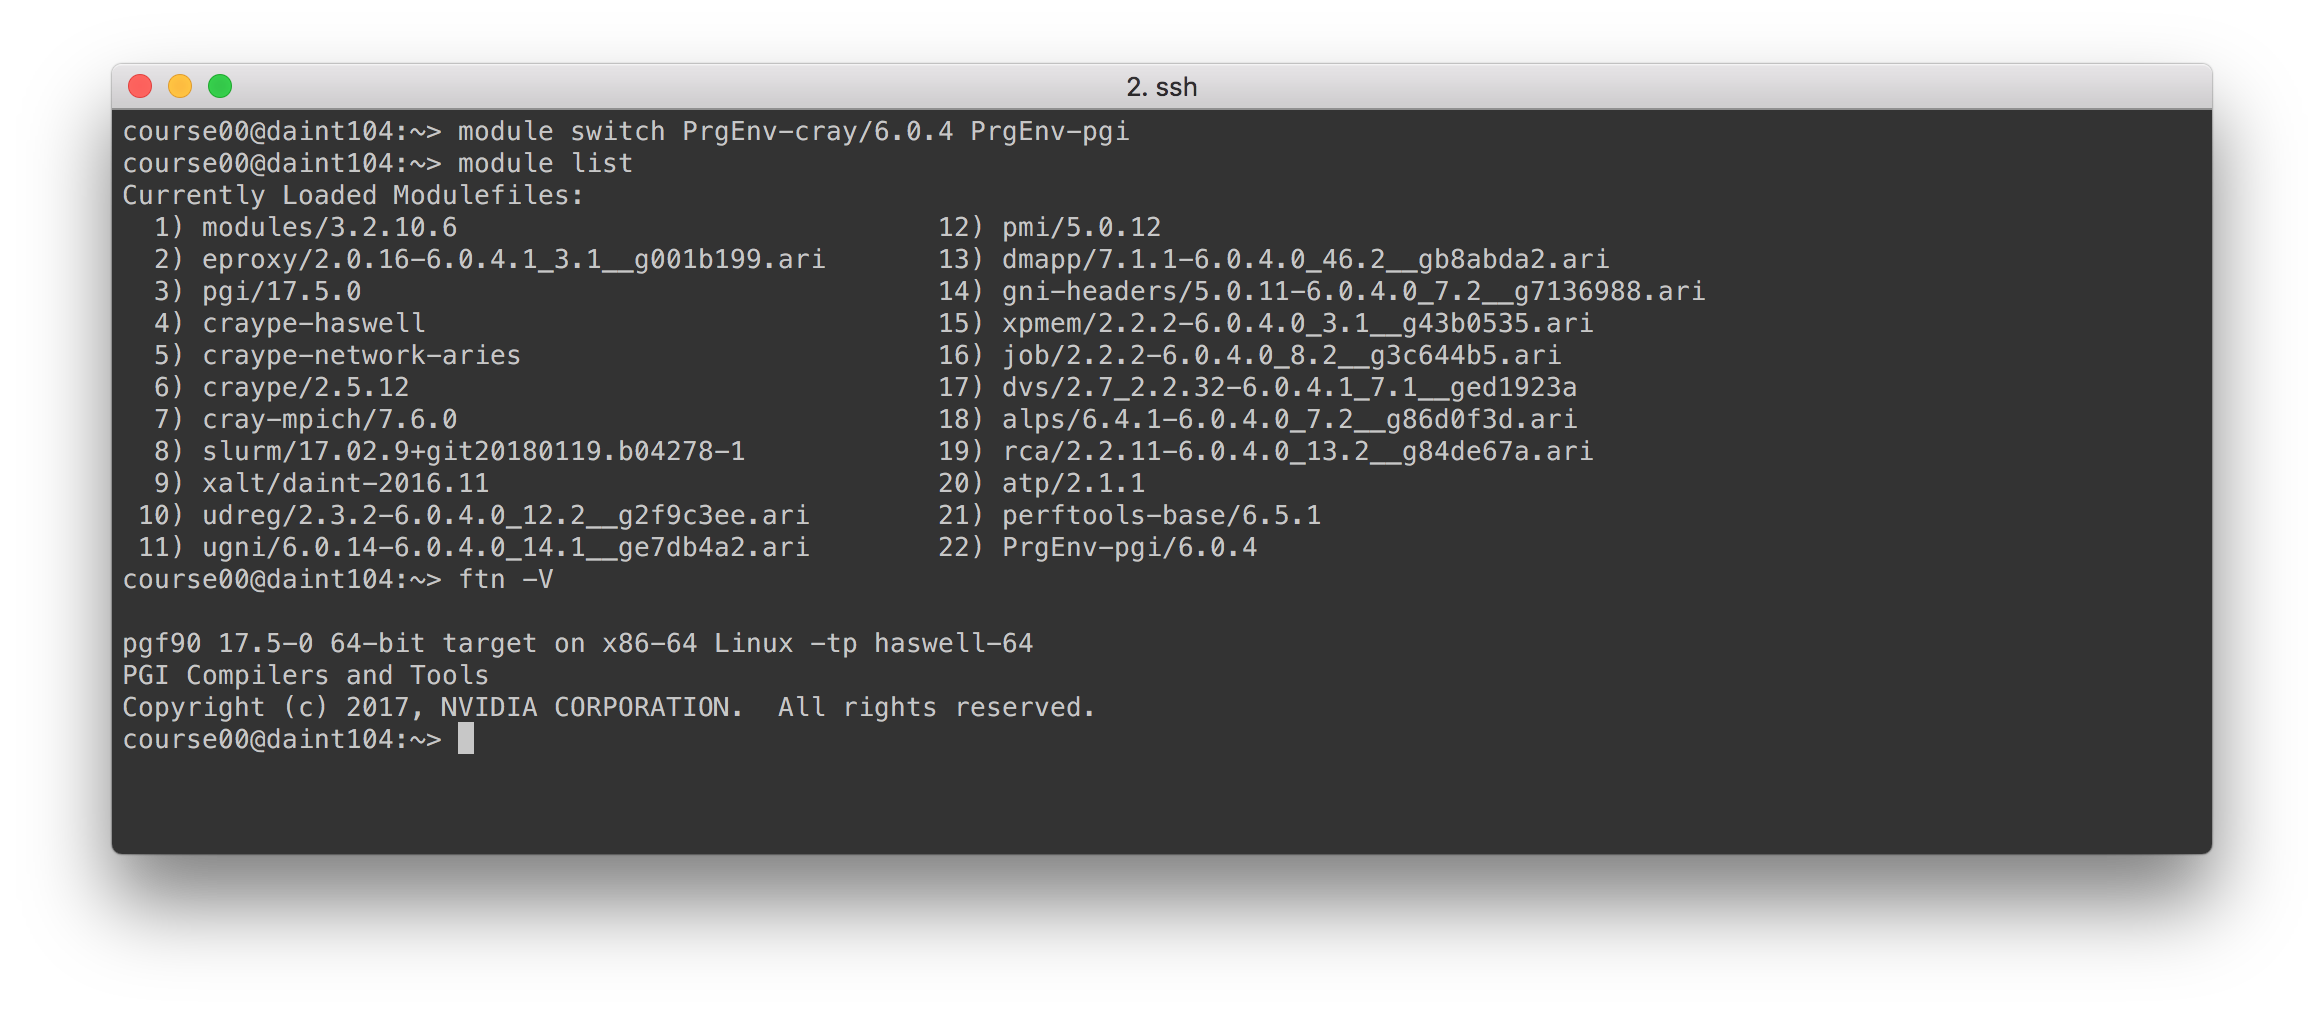 2. ssh
course00@daint104:~> module switch PrgEnv-cray/6.0.4 PrgEnv-pgi
course00@daint104:~> module list
Currently Loaded Modulefiles:
  1) modules/3.2.10.6                              12) pmi/5.0.12
  2) eproxy/2.0.16-6.0.4.1_3.1__g001b199.ari       13) dmapp/7.1.1-6.0.4.0_46.2__gb8abda2.ari
  3) pgi/17.5.0                                    14) gni-headers/5.0.11-6.0.4.0_7.2__g7136988.ari
  4) craype-haswell                                15) xpmem/2.2.2-6.0.4.0_3.1__g43b0535.ari
  5) craype-network-aries                          16) job/2.2.2-6.0.4.0_8.2__g3c644b5.ari
  6) craype/2.5.12                                 17) dvs/2.7_2.2.32-6.0.4.1_7.1__ged1923a
  7) cray-mpich/7.6.0                              18) alps/6.4.1-6.0.4.0_7.2__g86d0f3d.ari
  8) slurm/17.02.9+git20180119.b04278-1            19) rca/2.2.11-6.0.4.0_13.2__g84de67a.ari
  9) xalt/daint-2016.11                            20) atp/2.1.1
 10) udreg/2.3.2-6.0.4.0_12.2__g2f9c3ee.ari        21) perftools-base/6.5.1
 11) ugni/6.0.14-6.0.4.0_14.1__ge7db4a2.ari        22) PrgEnv-pgi/6.0.4
course00@daint104:~> ftn -V
pgf90 17.5-0 64-bit target on x86-64 Linux -tp haswell-64
PGI Compilers and Tools
Copyright (c) 2017, NVIDIA CORPORATION.  All rights reserved.
course00@daint104:~>